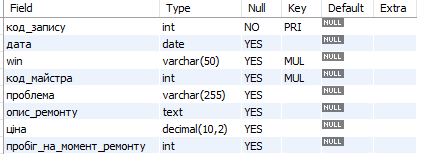 Field Type Null Key Default Extra
код_запису int NO PRI NULL
дата date YES NULL
win varchar(50) YES MUL NULL
код_майстра int YES MUL NULL
проблема varchar(255) YES NULL
опис_ремонту text YES NULL
ціна decimal(10,2) YES NULL
пробіг_на_момент_ремонту int YES NULL